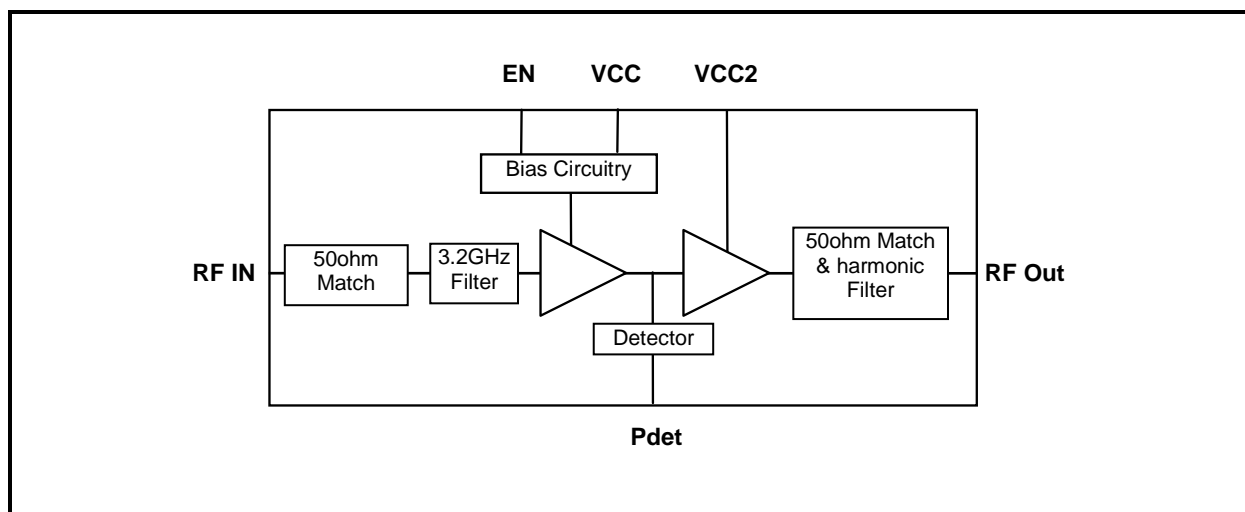 EN VCC VCC2
Bias Circuitry
RF IN
50ohm
Match
3.2GHz
Filter
50ohm Match
& harmonic
Filter
RF Out
Detector
Pdet